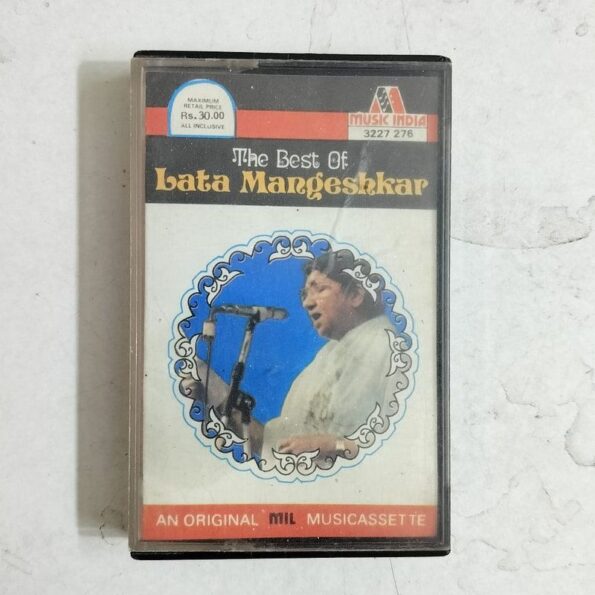 MAXIMUM
RETAIL PRICE
Rs. 30.00
ALL INCLUSIVE
MUSIC INDIA
3227 276
The Best Of
Lata Mangeshkar
AN ORIGINAL MIL MUSICASSETTE